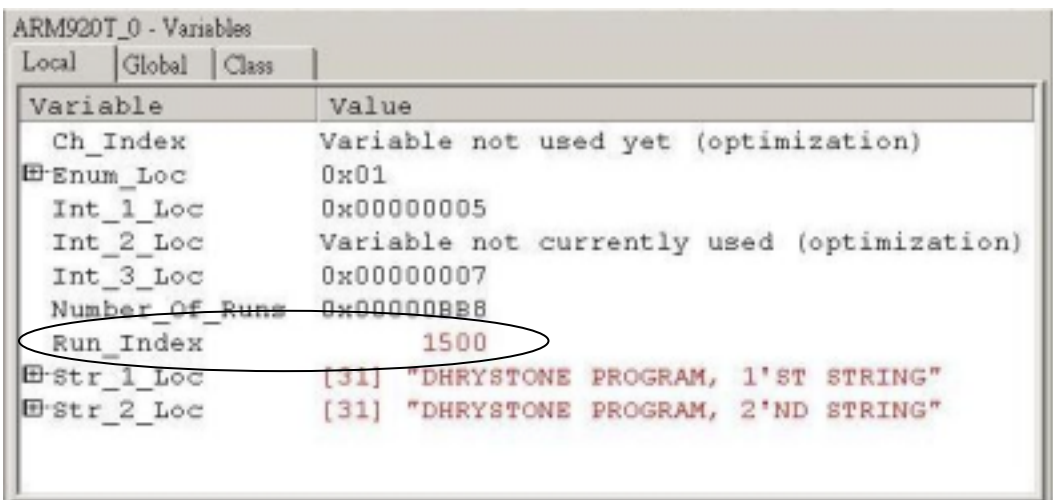 ARM920T_0 - Variables
Local Global Class
Variable Value
Ch_Index Variable not used yet (optimization)
Enum_Loc 0x01
Int_1_Loc 0x00000005
Int_2_Loc Variable not currently used (optimization)
Int_3_Loc 0x00000007
Number_Of_Runs 0x00000BB8
Run_Index 1500
Str_1_Loc [31] "DHRYSTONE PROGRAM, 1'ST STRING"
Str_2_Loc [31] "DHRYSTONE PROGRAM, 2'ND STRING"